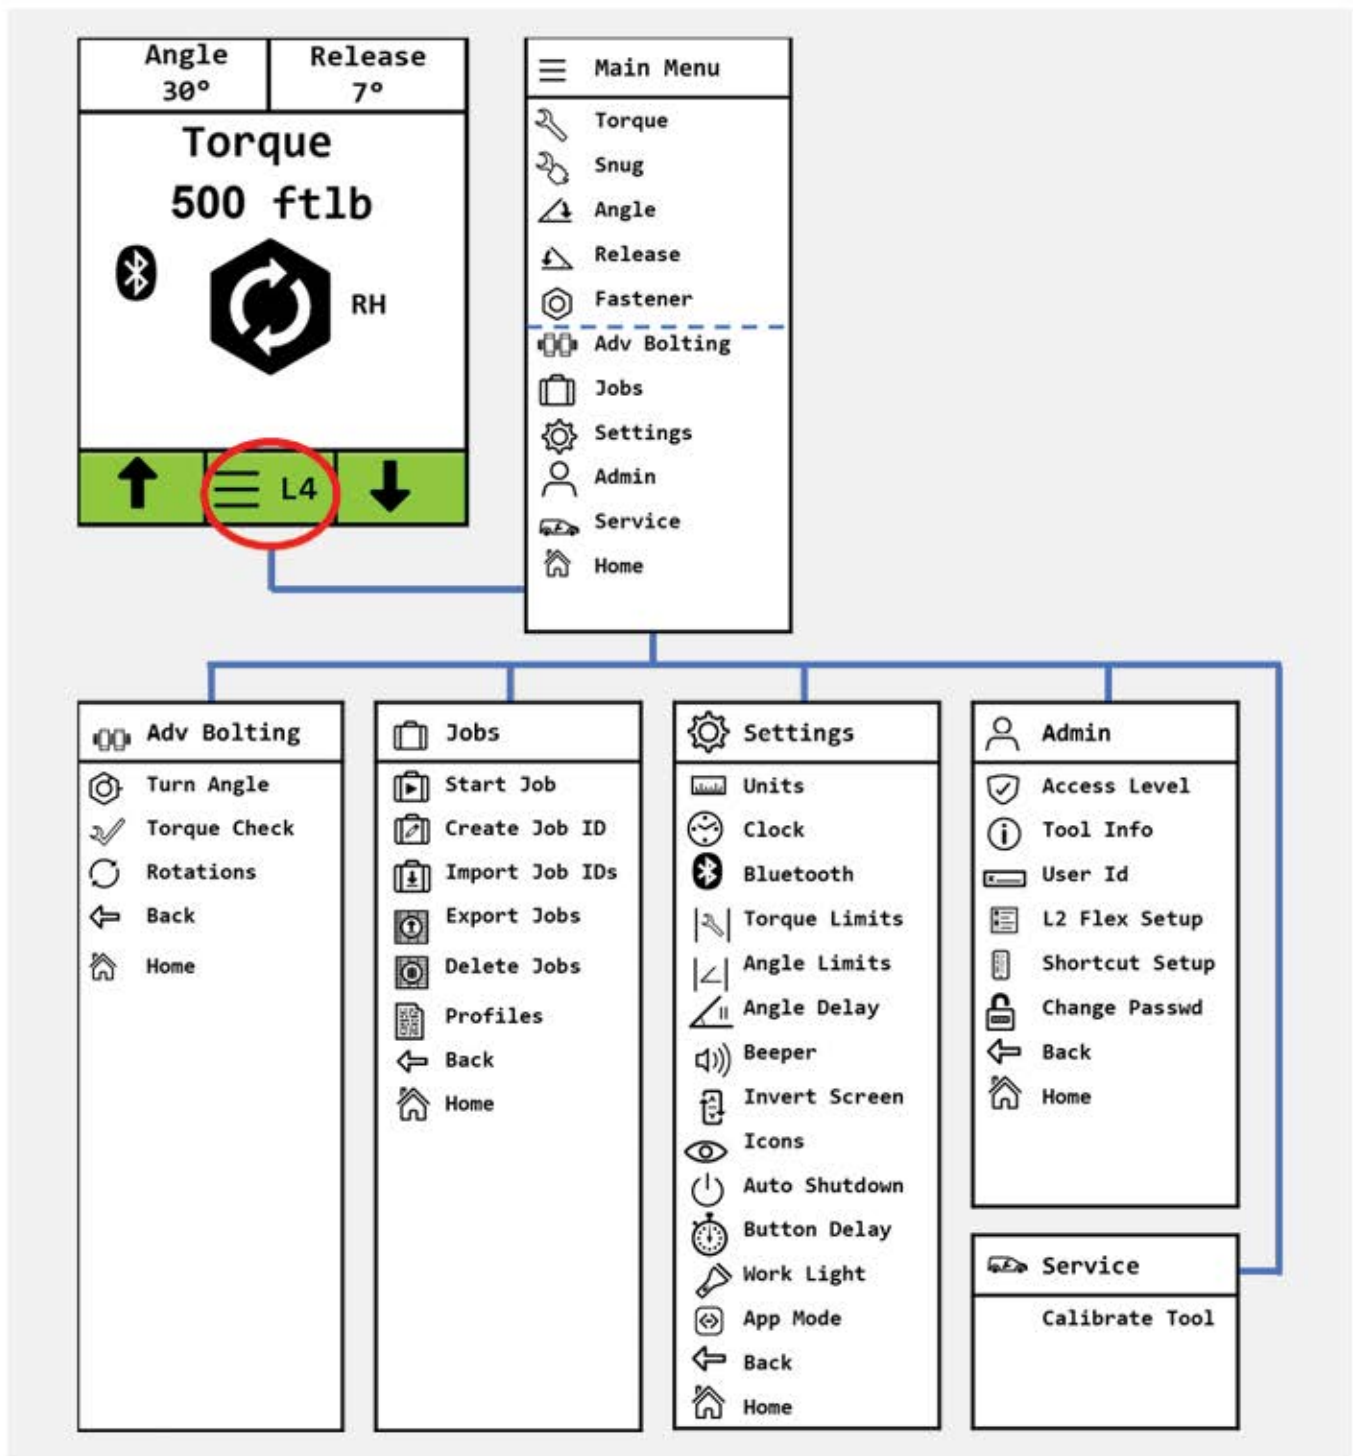 Angle
30°
Release
7°
Torque
500 ftlb
RH
L4
Main Menu
Torque
Snug
Angle
Release
Fastener
Adv Bolting
Jobs
Settings
Admin
Service
Home
Adv Bolting
Turn Angle
Torque Check
Rotations
Back
Home
Jobs
Start Job
Create Job ID
Import Job IDs
Export Jobs
Delete Jobs
Profiles
Back
Home
Settings
Units
Clock
Bluetooth
Torque Limits
Angle Limits
Angle Delay
Beeper
Invert Screen
Icons
Auto Shutdown
Button Delay
Work Light
App Mode
Back
Home
Admin
Access Level
Tool Info
User Id
L2 Flex Setup
Shortcut Setup
Change Passwd
Back
Home
Service
Calibrate Tool